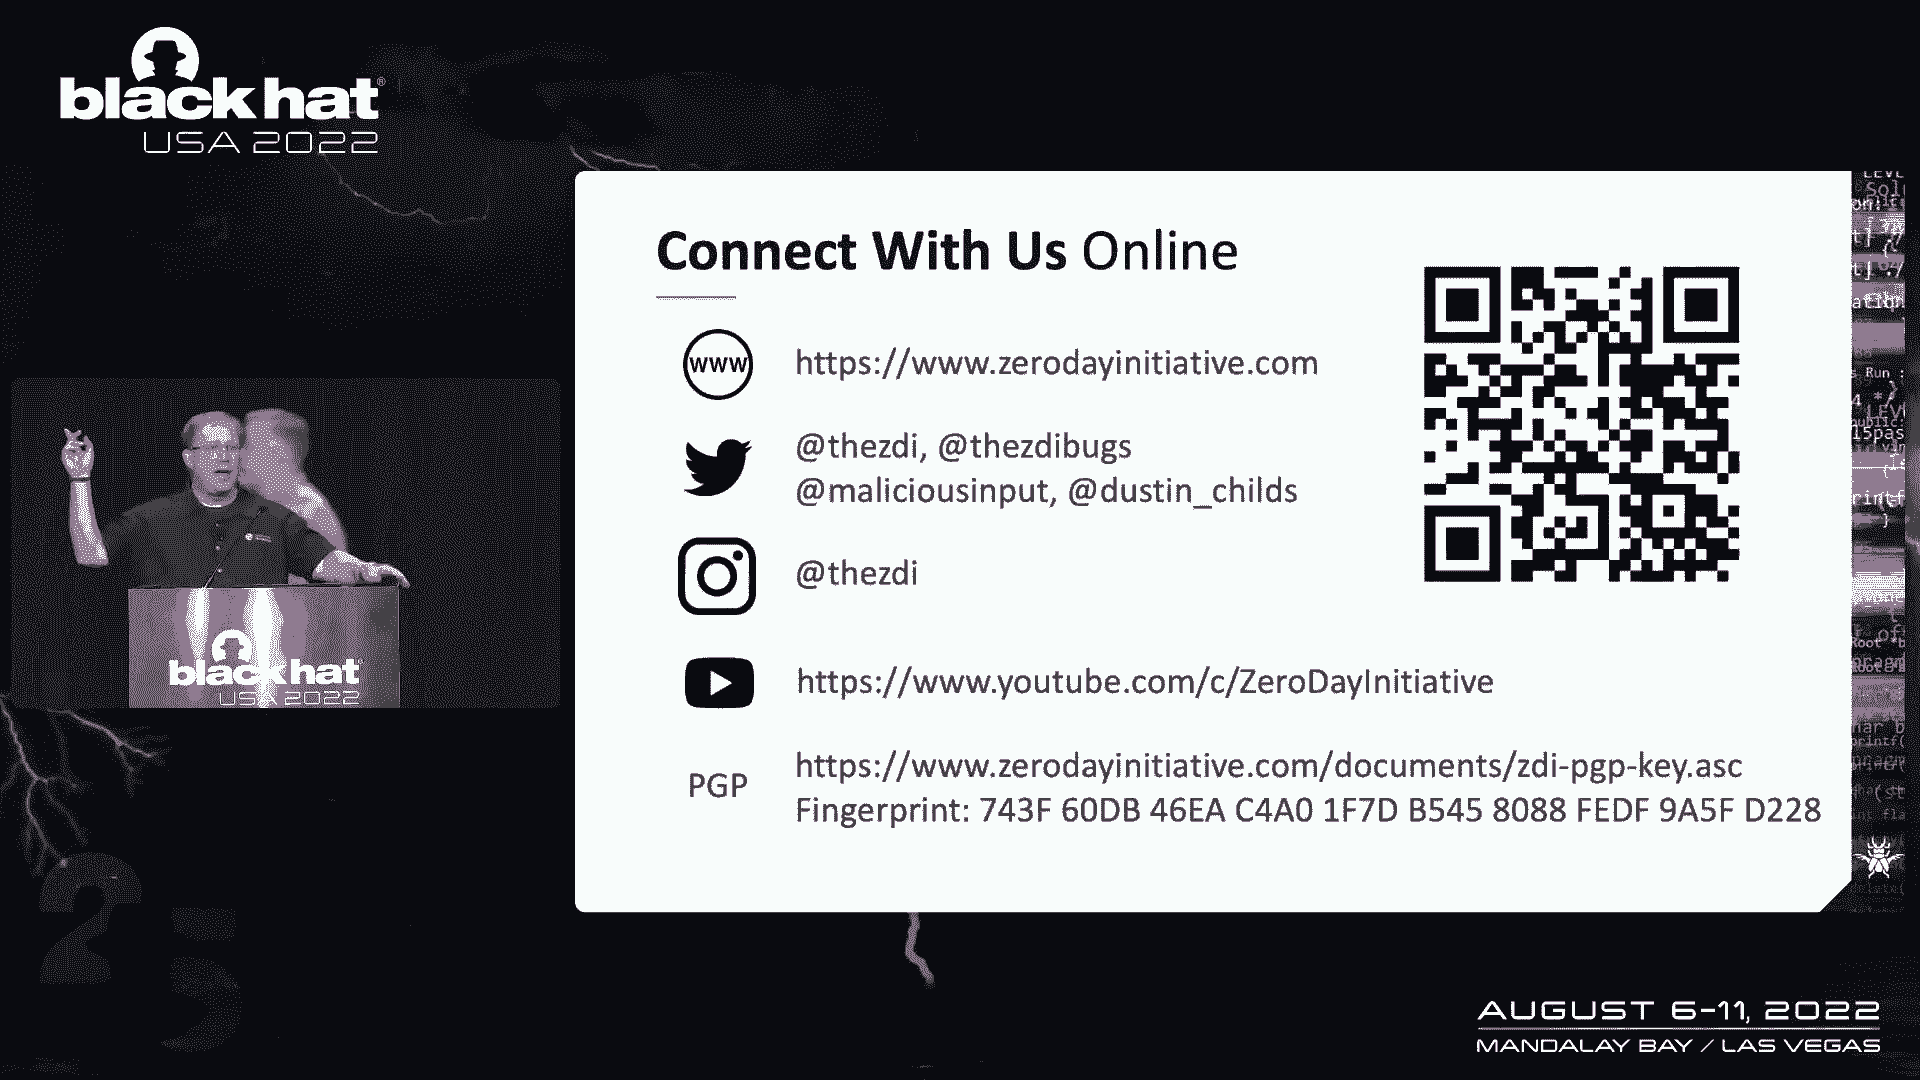 black hat®
USA 2022
Connect With Us Online
www
https://www.zerodayinitiative.com
@thezdi, @thezdibugs
@maliciousinput, @dustin_childs
@thezdi
https://www.youtube.com/c/ZeroDayInitiative
PGP
https://www.zerodayinitiative.com/documents/zdi-pgp-key.asc
Fingerprint: 743F 60DB 46EA C4A0 1F7D B545 8088 FEDF 9A5F D228
black hat
USA 2022
25
AUGUST 6-11, 2022
MANDALAY BAY / LAS VEGAS